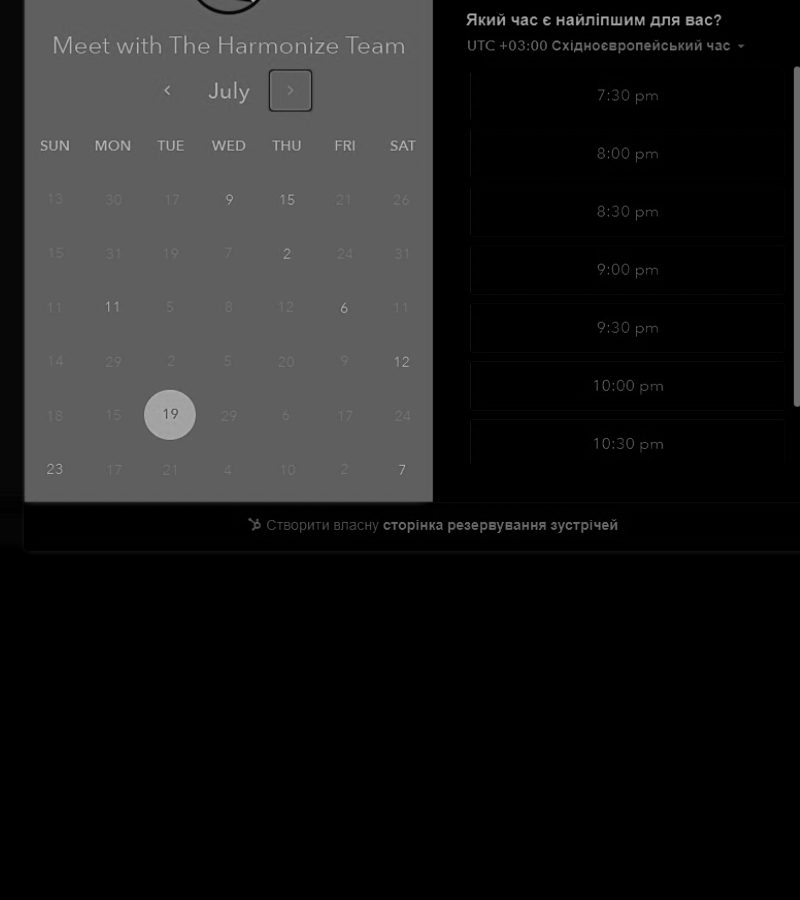 Meet with The Harmonize Team
July
SUN MON TUE WED THU FRI SAT
13 30 17 9 15 21 26
15 31 19 7 2 24 31
11 11 5 8 12 6 11
14 29 2 5 20 9 12
18 15 19 29 6 17 24
23 17 21 4 10 2 7
Який час є найліпшим для вас?
UTC +03:00 Східноєвропейський час
7:30 pm
8:00 pm
8:30 pm
9:00 pm
9:30 pm
10:00 pm
10:30 pm
Створити власну сторінка резервування зустрічей